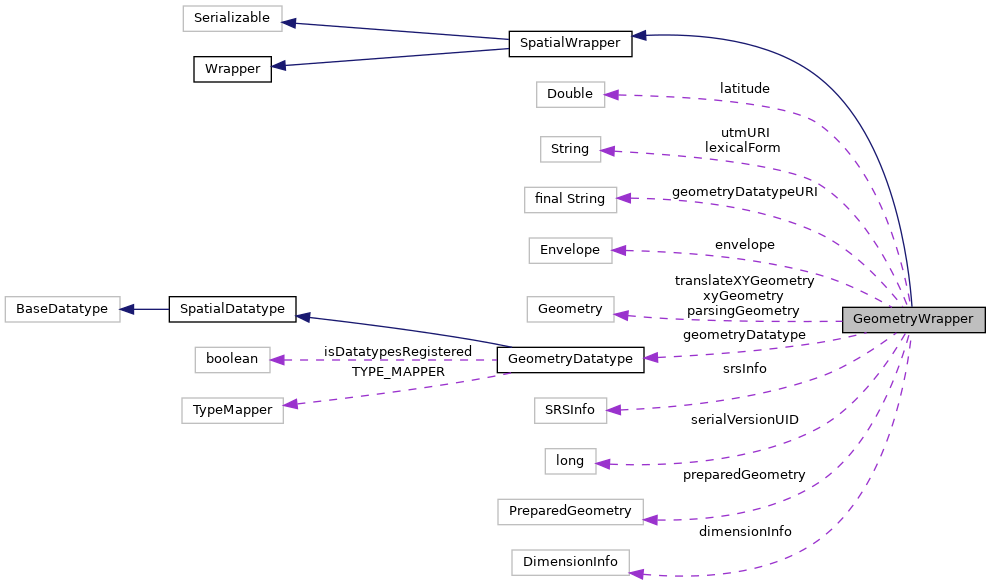 Serializable
SpatialWrapper
Wrapper
Double
latitude
utmURI
lexicalForm
String
geometryDatatypeURI
final String
envelope
Envelope
translateXYGeometry
xyGeometry
parsingGeometry
Geometry
BaseDatatype
SpatialDatatype
GeometryWrapper
geometryDatatype
isDatatypesRegistered
boolean
GeometryDatatype
TYPE_MAPPER
srsInfo
TypeMapper
SRSInfo
serialVersionUID
long
preparedGeometry
PreparedGeometry
dimensionInfo
DimensionInfo